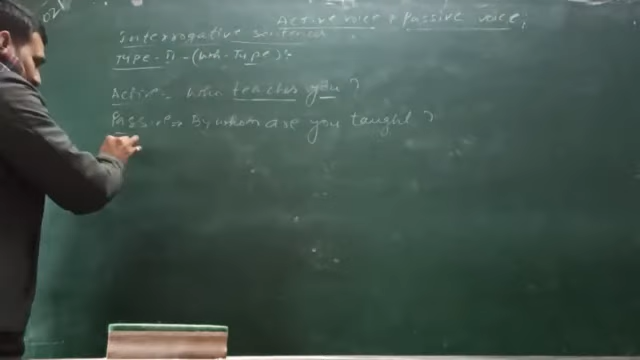 Active voice & Passive voice,
Interrogative sentences
TYPE-II - (Wh-Type):
Active- Who teaches you?
Passive⇒ By whom are you taught?